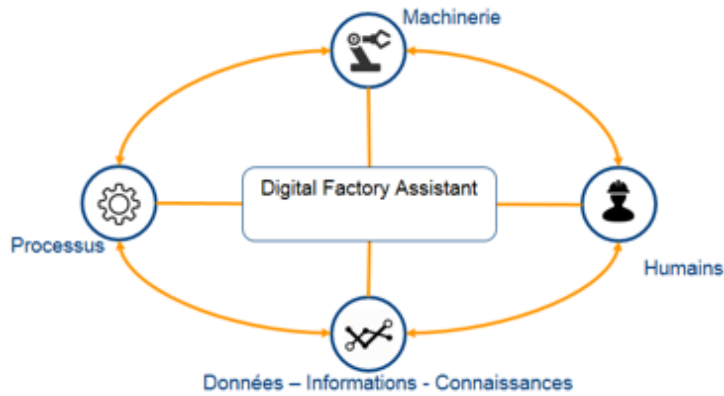 Machinerie
Digital Factory Assistant
Processus
Humains
Données – Informations - Connaissances